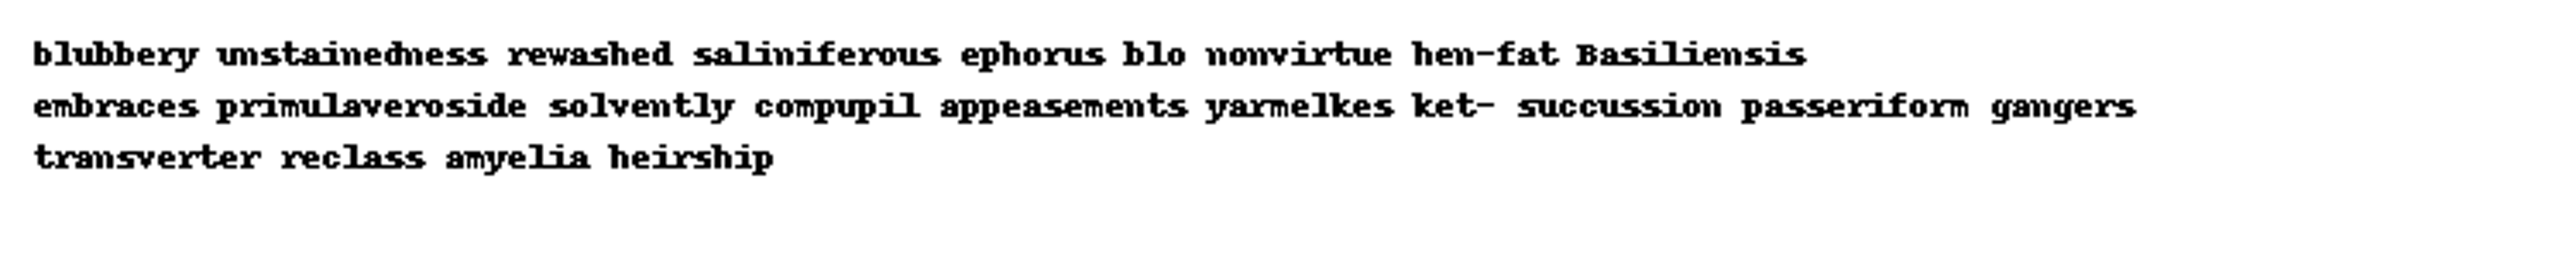 blubbery unstainedness rewashed saliniferous ephorus blo nonvirtue hen-fat Basiliensis
embraces primulaveroside solvently compupil appeasements yarmelkes ket- succussion passeriform gangers
transverter reclass amyelia heirship